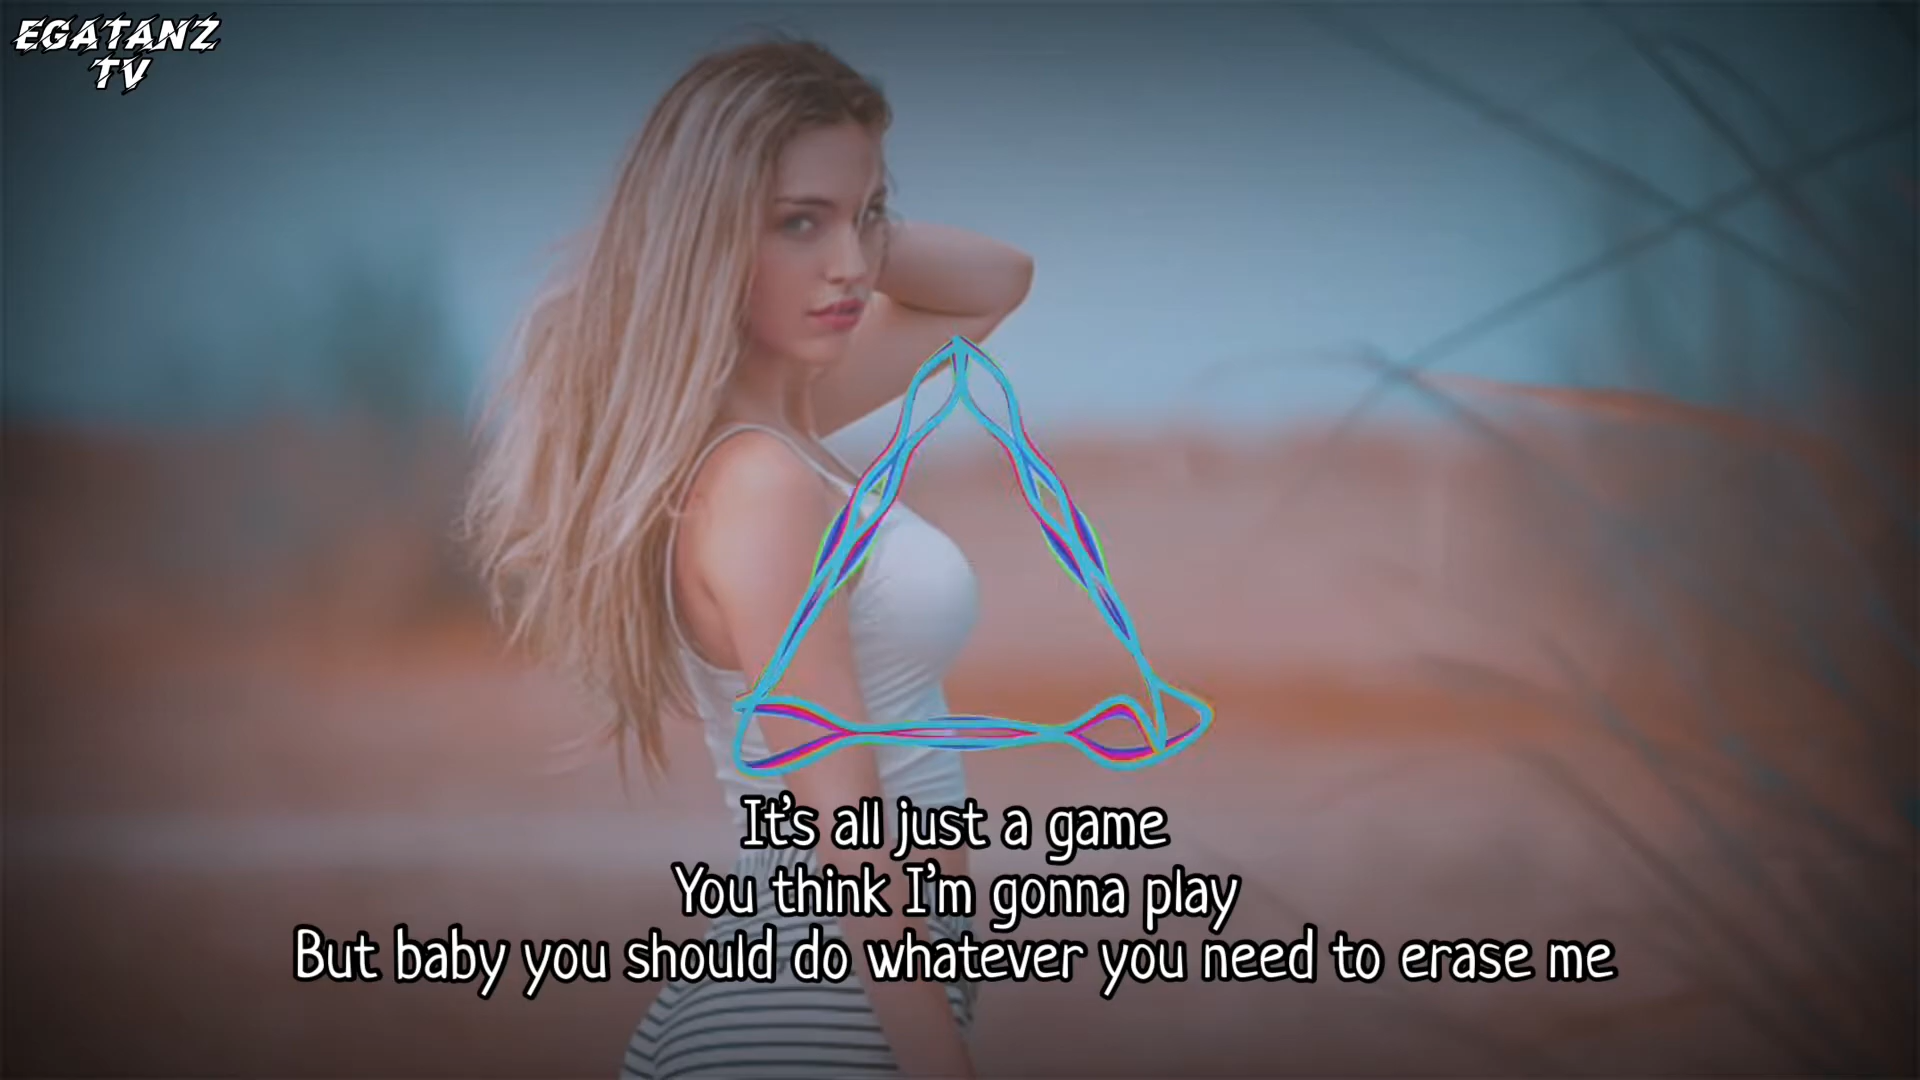 EGATANZ
TV
It's all just a game
You think I'm gonna play
But baby you should do whatever you need to erase me